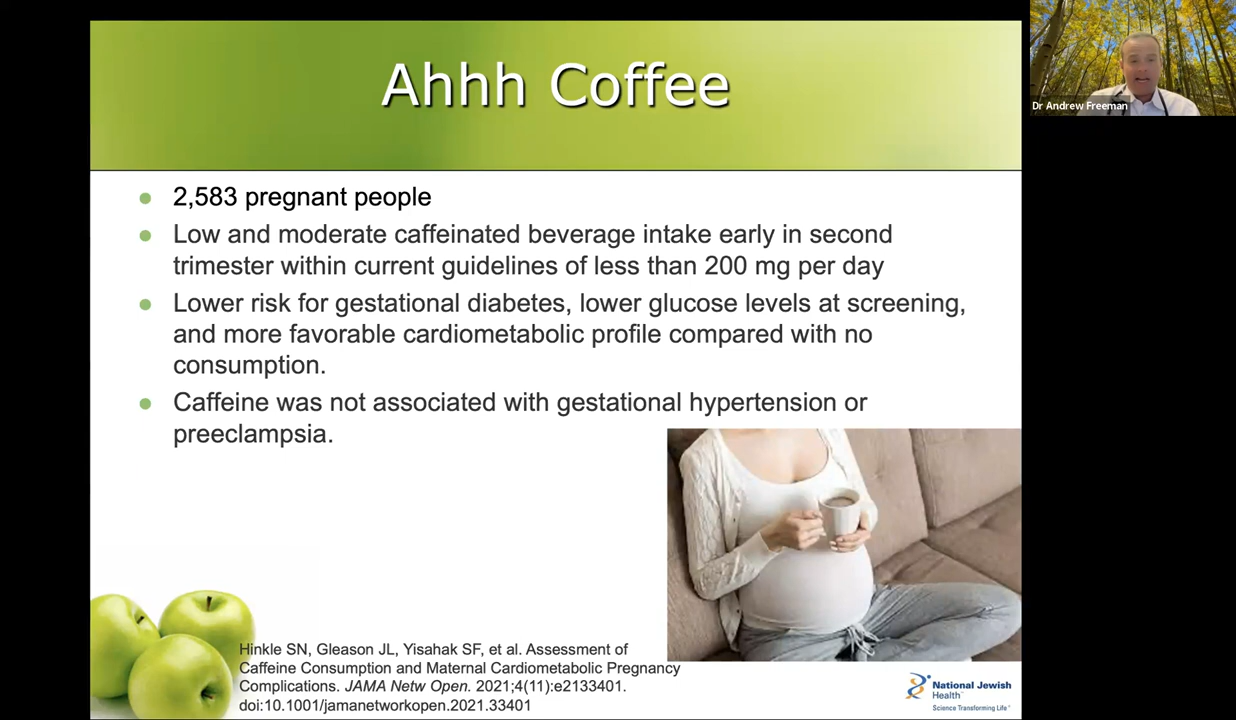 Ahhh Coffee
Dr Andrew Freeman
2,583 pregnant people
Low and moderate caffeinated beverage intake early in second
trimester within current guidelines of less than 200 mg per day
Lower risk for gestational diabetes, lower glucose levels at screening,
and more favorable cardiometabolic profile compared with no
consumption.
Caffeine was not associated with gestational hypertension or
preeclampsia.
Hinkle SN, Gleason JL, Yisahak SF, et al. Assessment of
Caffeine Consumption and Maternal Cardiometabolic Pregnancy
Complications. JAMA Netw Open. 2021;4(11):e2133401.
doi:10.1001/jamanetworkopen.2021.33401
National Jewish
Health™
Science Transforming Life®